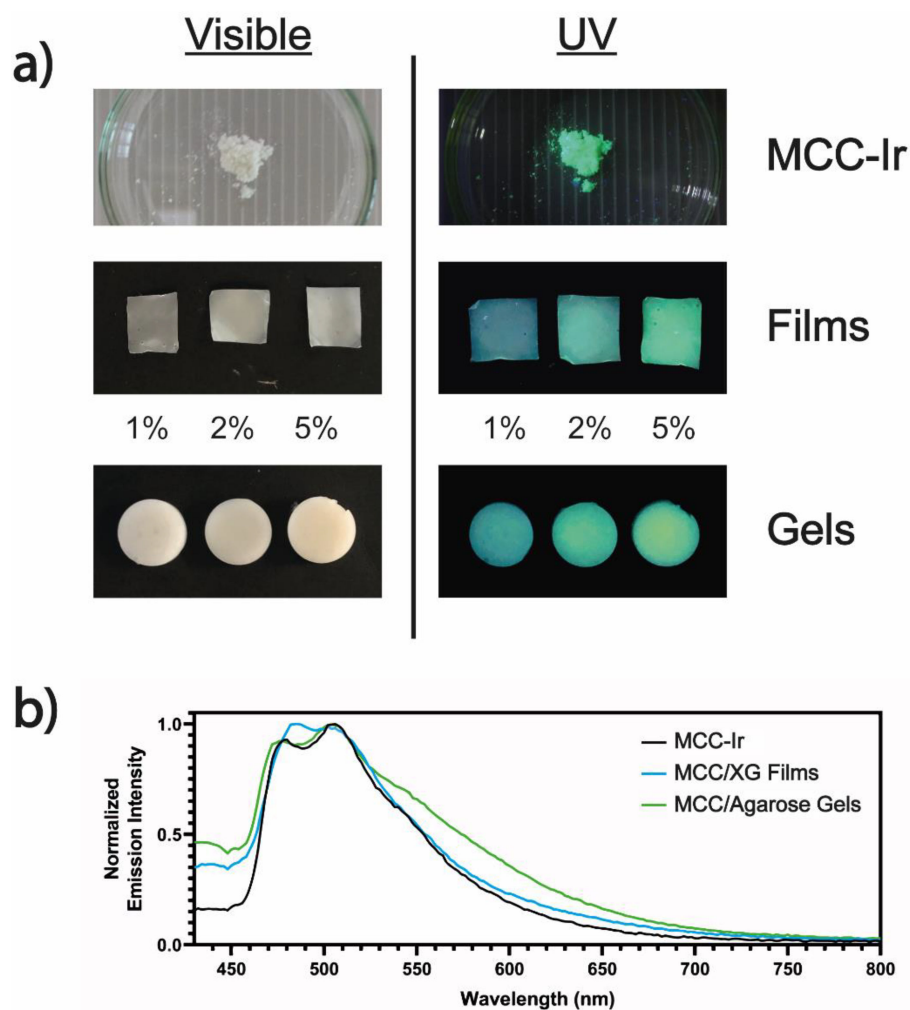 a)
Visible
UV
MCC-Ir
Films
1% 2% 5%
1% 2% 5%
Gels
b)
1.0
0.5
0.0
Normalized
Emission Intensity
MCC-Ir
MCC/XG Films
MCC/Agarose Gels
450 500 550 600 650 700 750 800
Wavelength (nm)